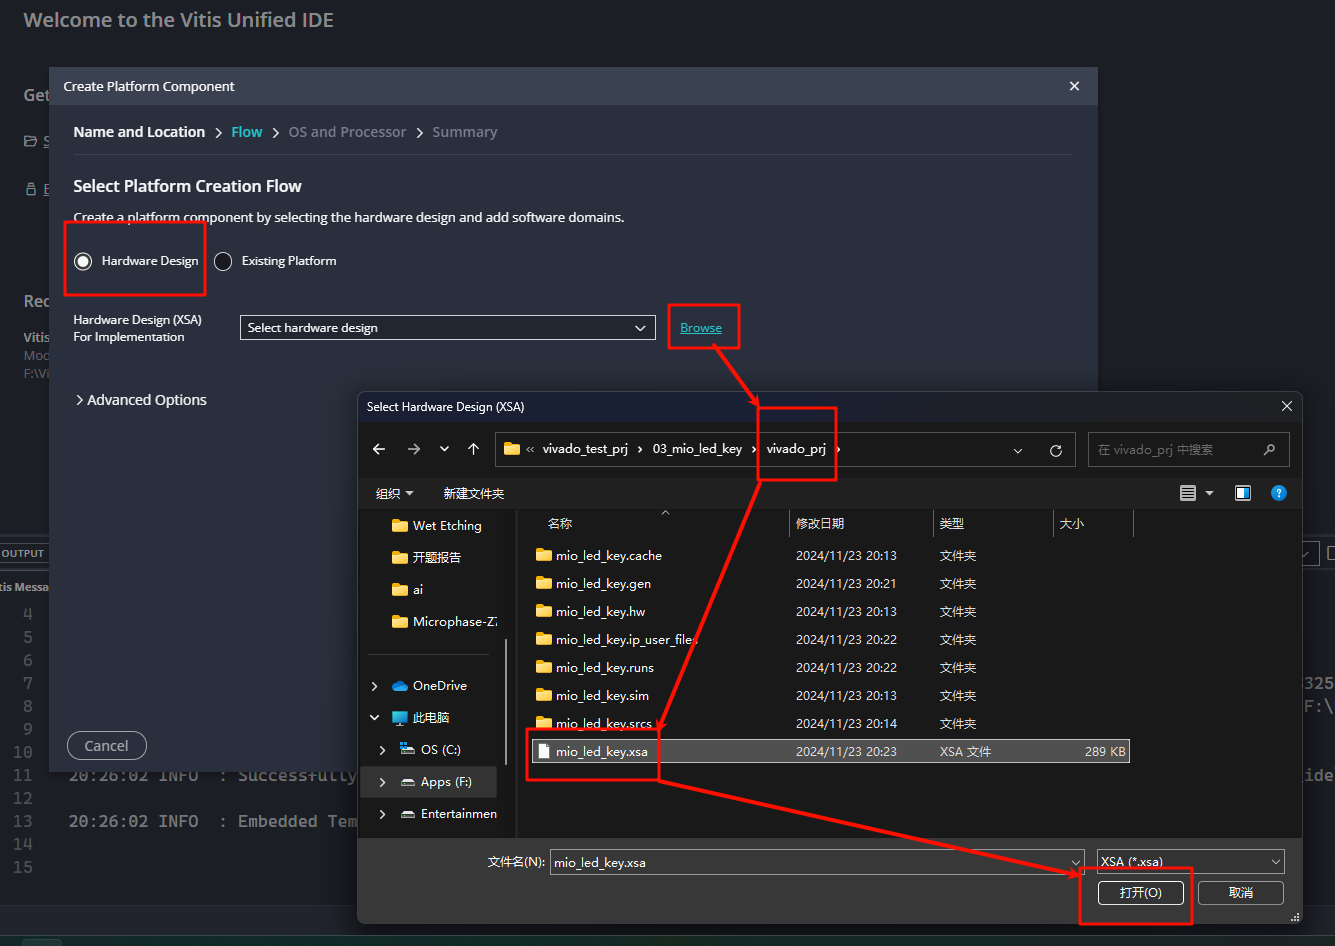 Welcome to the Vitis Unified IDE
Create Platform Component
Get
Name and Location > Flow > OS and Processor > Summary
Select Platform Creation Flow
Create a platform component by selecting the hardware design and add software domains.
Hardware Design
Existing Platform
Rec
Hardware Design (XSA)
For Implementation
Select hardware design
Browse
Vitis
Mod
F:\Vi
Advanced Options
Select Hardware Design (XSA)
« vivado_test_prj › 03_mio_led_key › vivado_prj ›
在 vivado_prj 中搜索
组织
新建文件夹
名称
修改日期
类型
大小
Wet Etching
开题报告
ai
Microphase-Z7
OneDrive
此电脑
OS (C:)
Apps (F:)
Entertainmen
mio_led_key.cache 2024/11/23 20:13 文件夹
mio_led_key.gen 2024/11/23 20:21 文件夹
mio_led_key.hw 2024/11/23 20:13 文件夹
mio_led_key.ip_user_files 2024/11/23 20:22 文件夹
mio_led_key.runs 2024/11/23 20:22 文件夹
mio_led_key.sim 2024/11/23 20:13 文件夹
mio_led_key.srcs 2024/11/23 20:14 文件夹
mio_led_key.xsa 2024/11/23 20:23 XSA 文件 289 KB
文件名(N):
mio_led_key.xsa
XSA (*.xsa)
打开(O)
取消
Cancel
OUTPUT
tis Messa
4
5
6
7
325
8
F:\
9
10
11 20:26:02 INFO : Successfully
ide
12
13 20:26:02 INFO : Embedded Tem
14
15